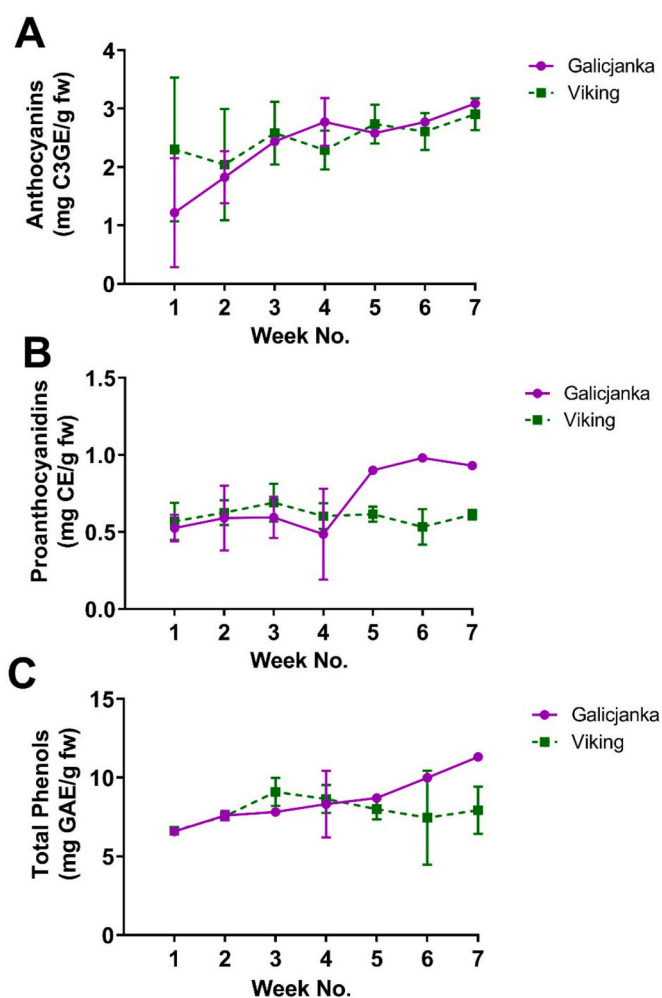 A
Anthocyanins
(mg C3GE/g fw)
4
3
2
1
0
1 2 3 4 5 6 7
Week No.
Galicjanka
Viking
B
Proanthocyanidins
(mg CE/g fw)
1.5
1.0
0.5
0.0
1 2 3 4 5 6 7
Week No.
Galicjanka
Viking
C
Total Phenols
(mg GAE/g fw)
15
10
5
0
1 2 3 4 5 6 7
Week No.
Galicjanka
Viking